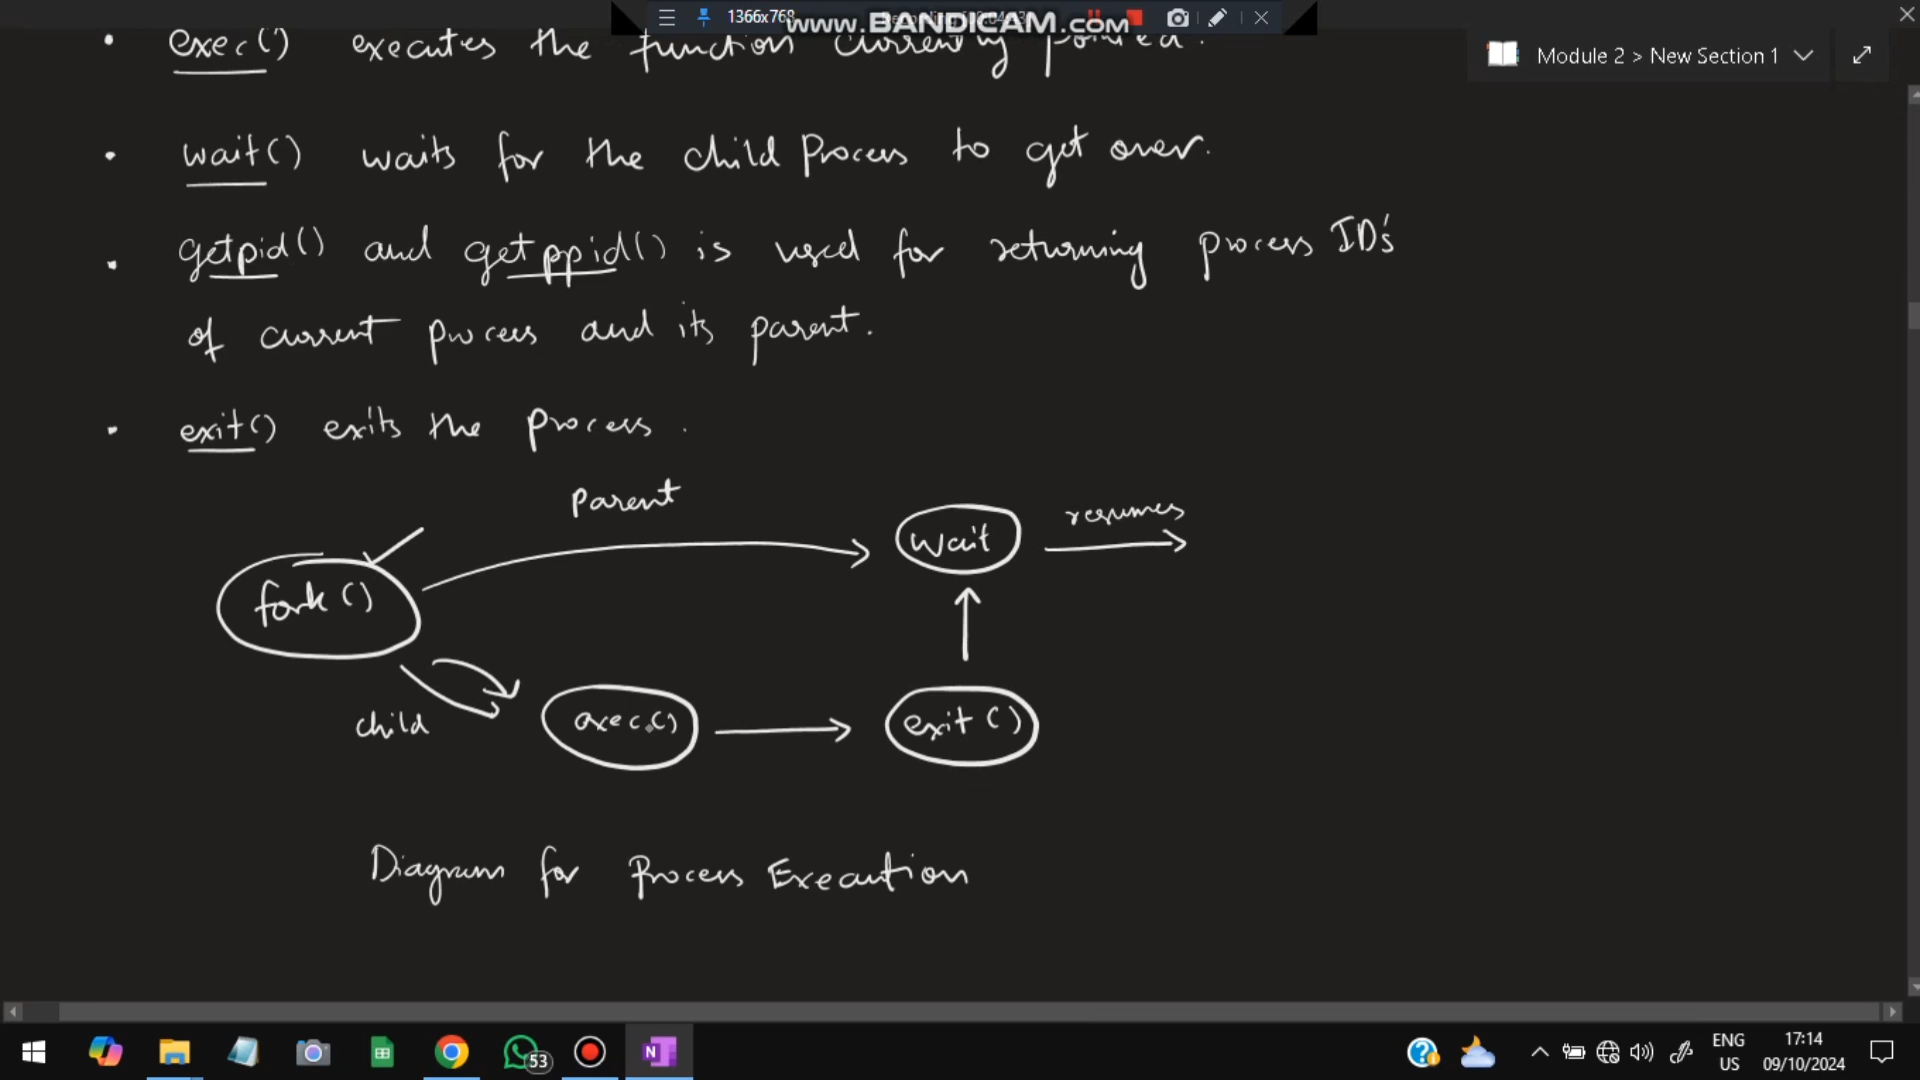 1366x768
www.BANDICAM.com
Module 2 > New Section 1
• exec() executes the function currently pointed.
• wait() waits for the child process to get over.
• getpid() and getppid() is used for returning process ID's
of current process and its parent.
• exit() exits the process.
Parent
fork()
wait
resumes
child
exec()
exit()
Diagram for Process Execution
53
N
ENG
US
17:14
09/10/2024